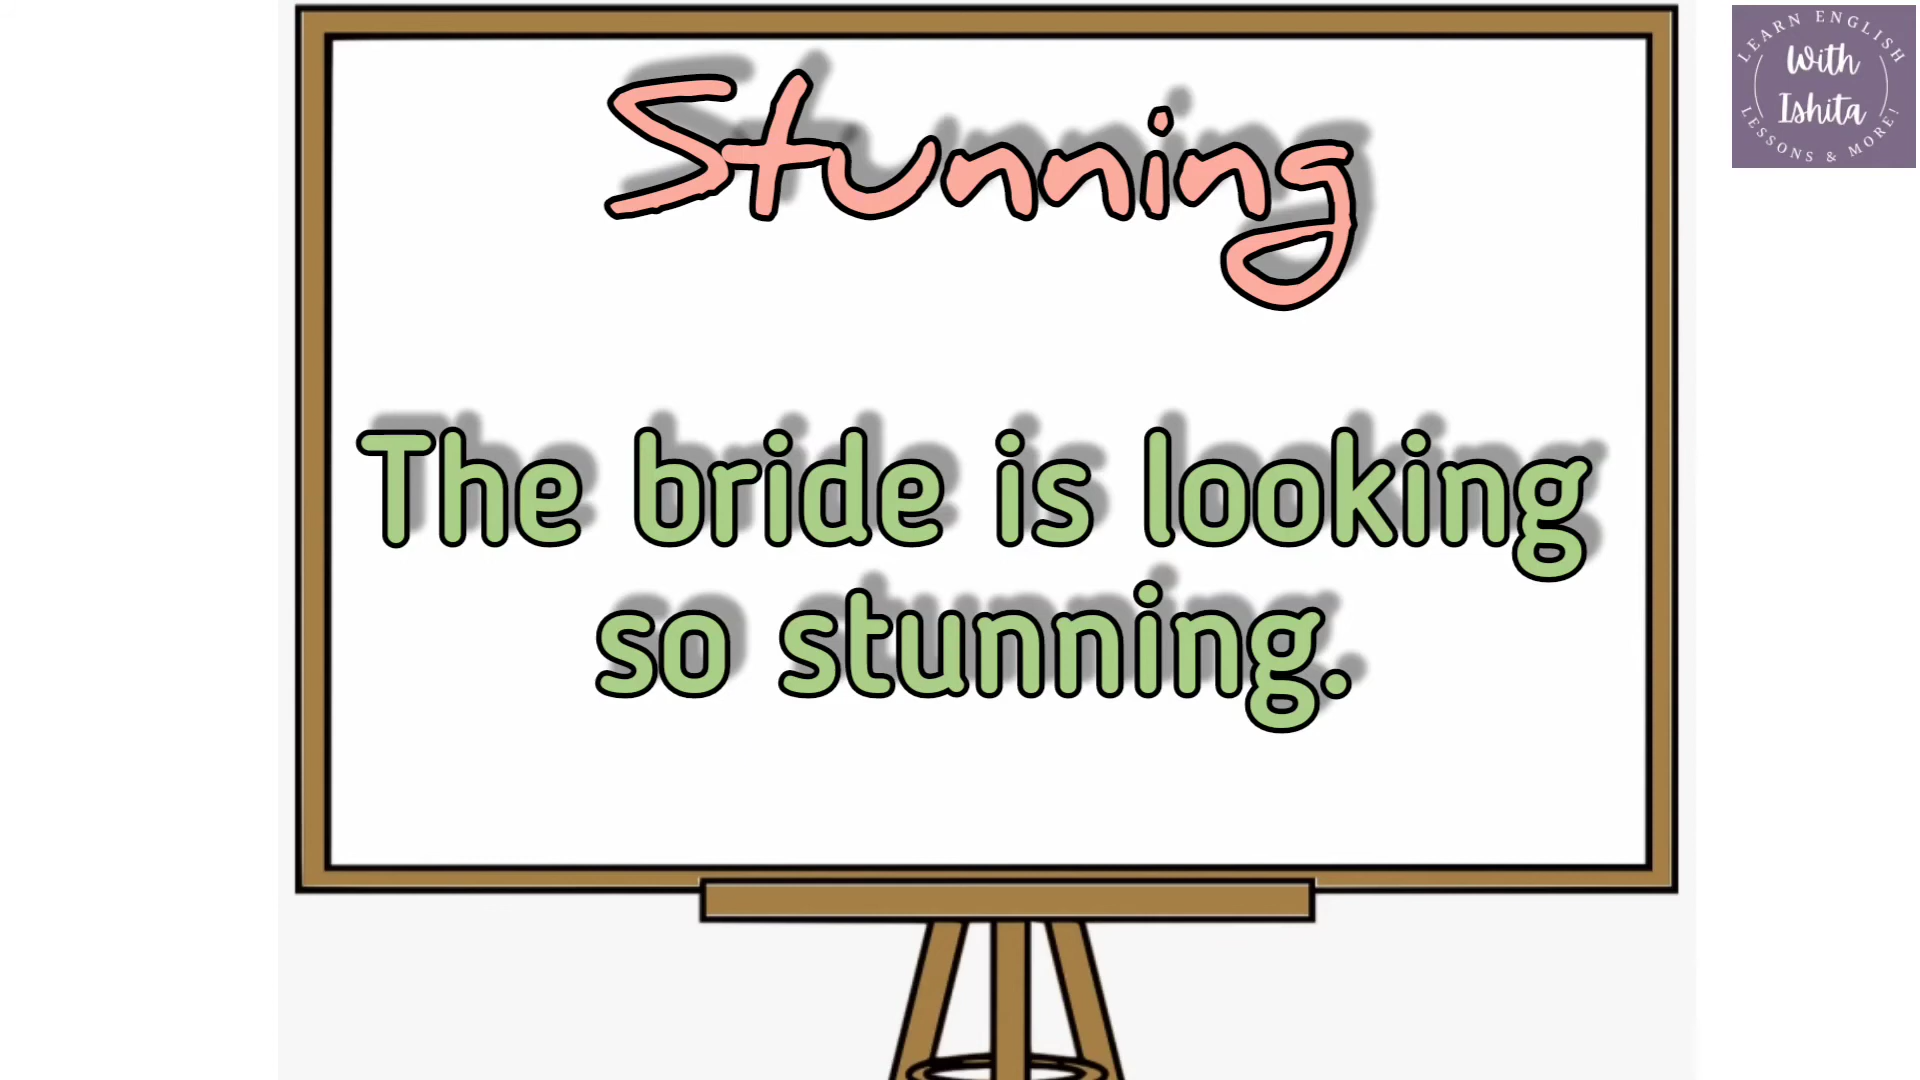 Stunning
The bride is looking
so stunning.
LEARN ENGLISH
With
Ishita
LESSONS & MORE!